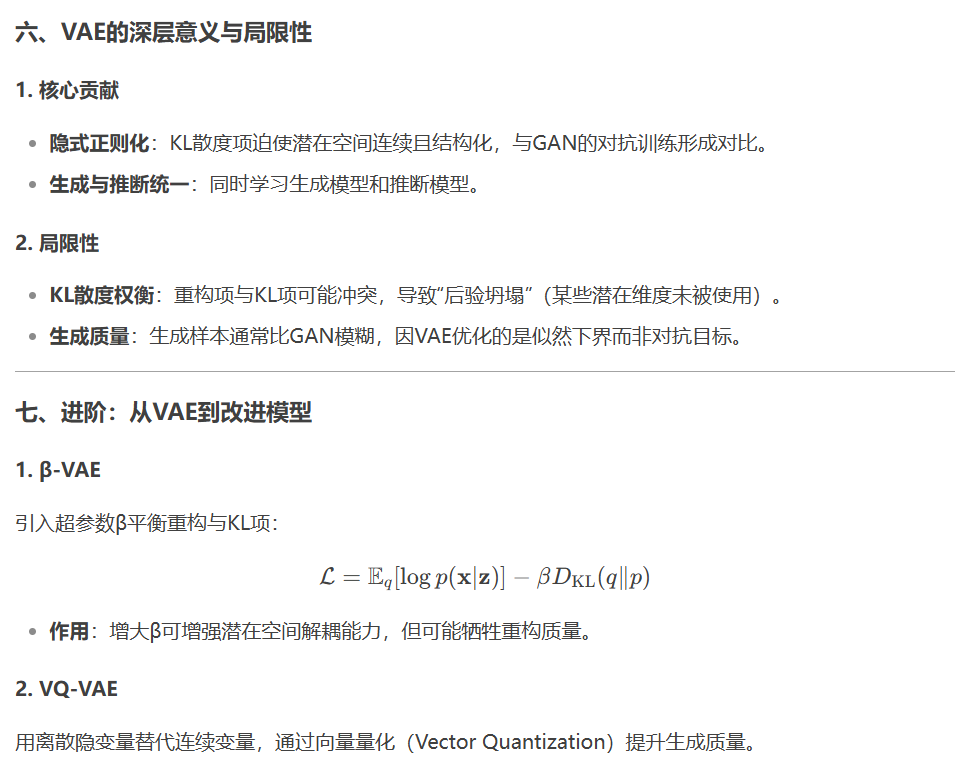 六、VAE的深层意义与局限性
1. 核心贡献
• 隐式正则化：KL散度项迫使潜在空间连续且结构化，与GAN的对抗训练形成对比。
• 生成与推断统一：同时学习生成模型和推断模型。
2. 局限性
• KL散度权衡：重构项与KL项可能冲突，导致“后验坍塌”（某些潜在维度未被使用）。
• 生成质量：生成样本通常比GAN模糊，因VAE优化的是似然下界而非对抗目标。
七、进阶：从VAE到改进模型
1. β-VAE
引入超参数β平衡重构与KL项：
ℒ = 𝔼q[log p(x|z)] − βDKL(q∥p)
• 作用：增大β可增强潜在空间解耦能力，但可能牺牲重构质量。
2. VQ-VAE
用离散隐变量替代连续变量，通过向量量化（Vector Quantization）提升生成质量。